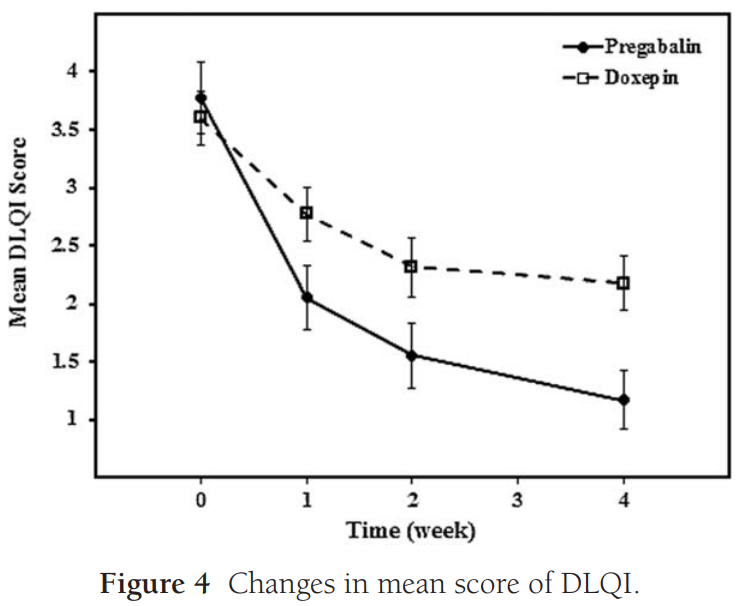 Pregabalin
Doxepin
Mean DLQI Score
4
3.5
3
2.5
2
1.5
1
0 1 2 3 4
Time (week)
Figure 4 Changes in mean score of DLQI.